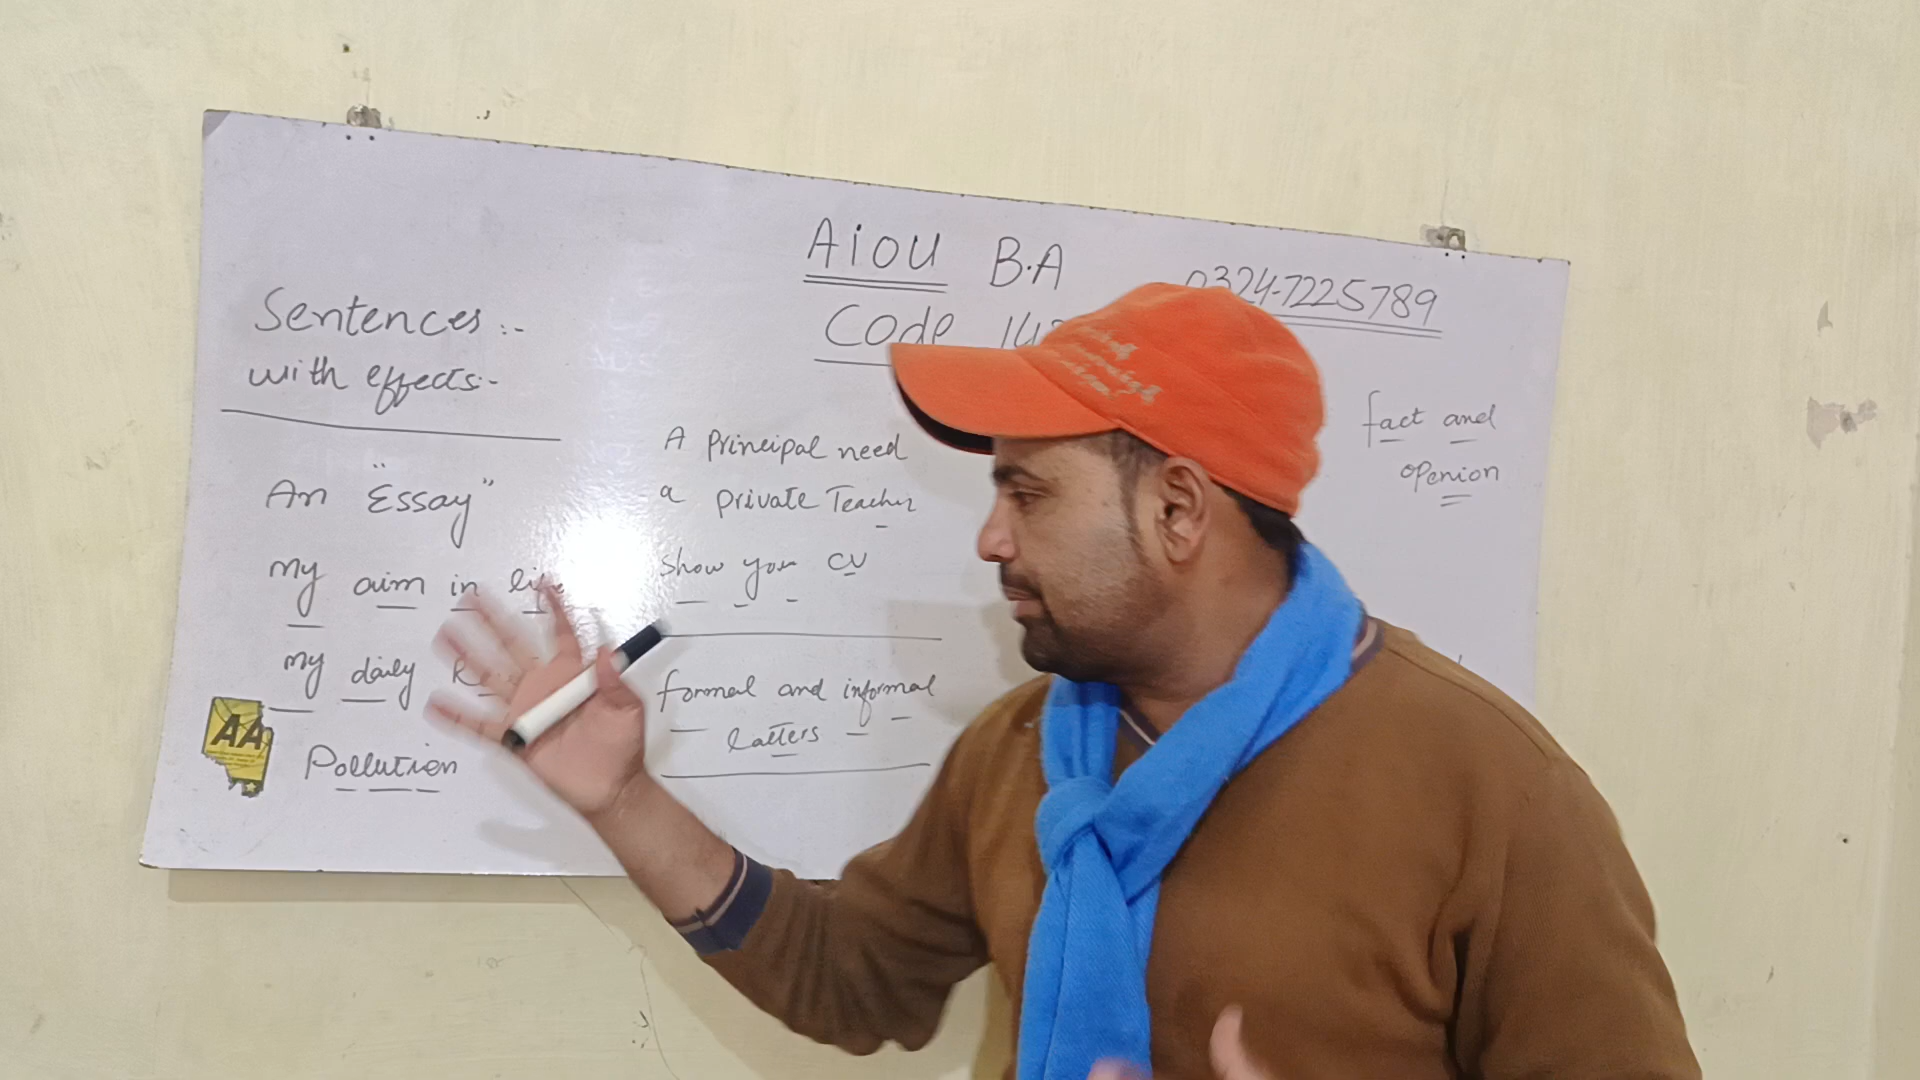 AiOU B.A
Code
0324-7225789
Sentences :-
with effects:-
An "Essay"
My aim in life
My daily
Pollution
AA
A Principal need
a private Teacher
Show your CV
formal and informal
latters
fact and
openion